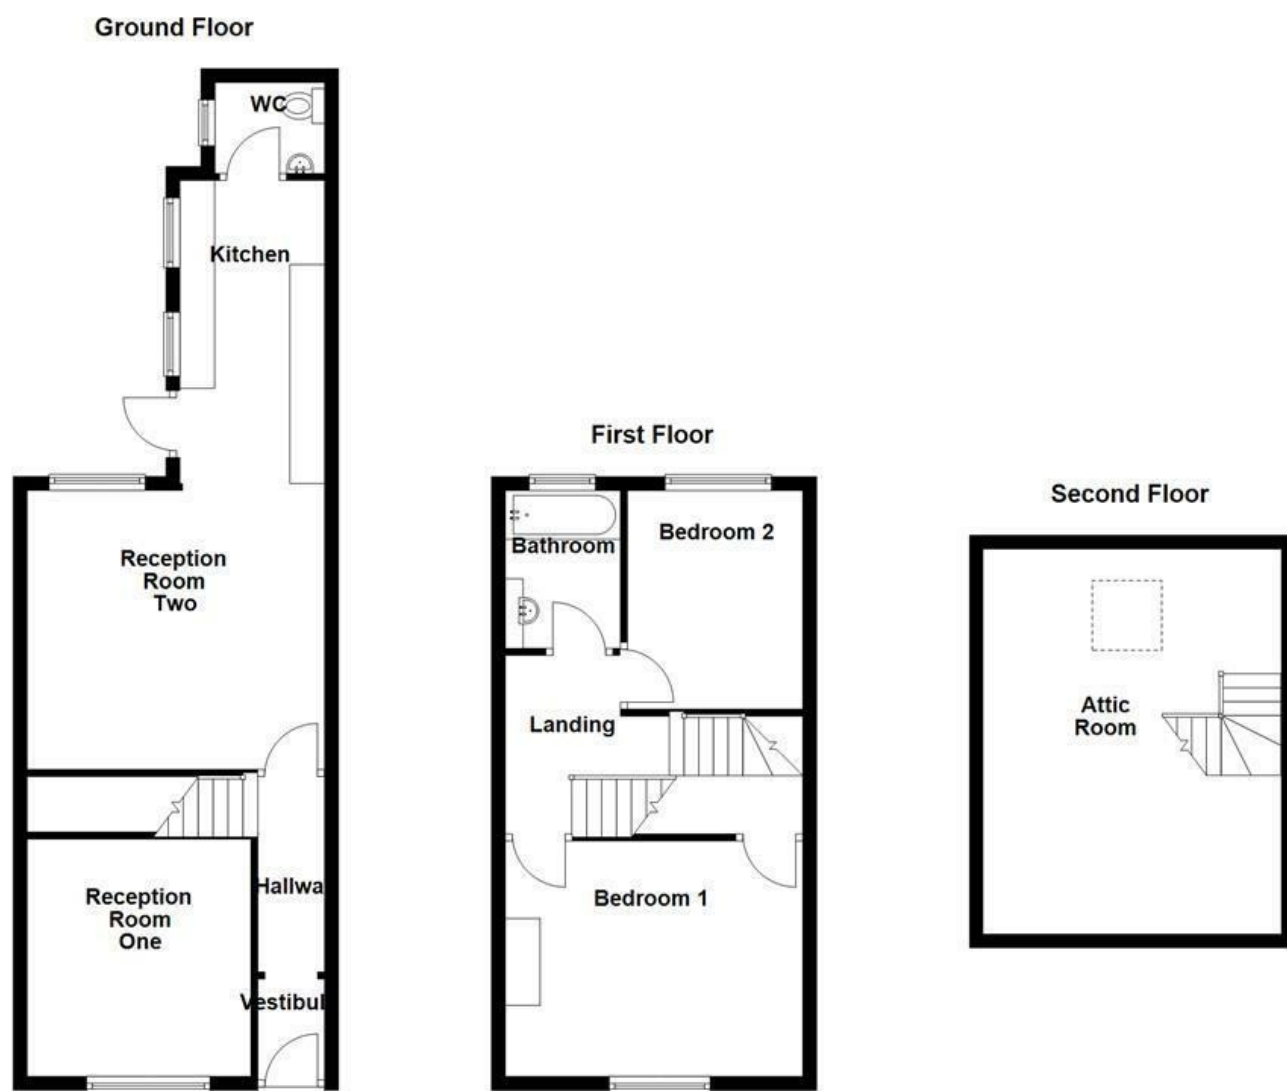 Ground Floor
WC
Kitchen
Reception
Room
Two
Hallwa
Reception
Room
One
Vestibul
First Floor
Bathroom
Bedroom 2
Landing
Bedroom 1
Second Floor
Attic
Room